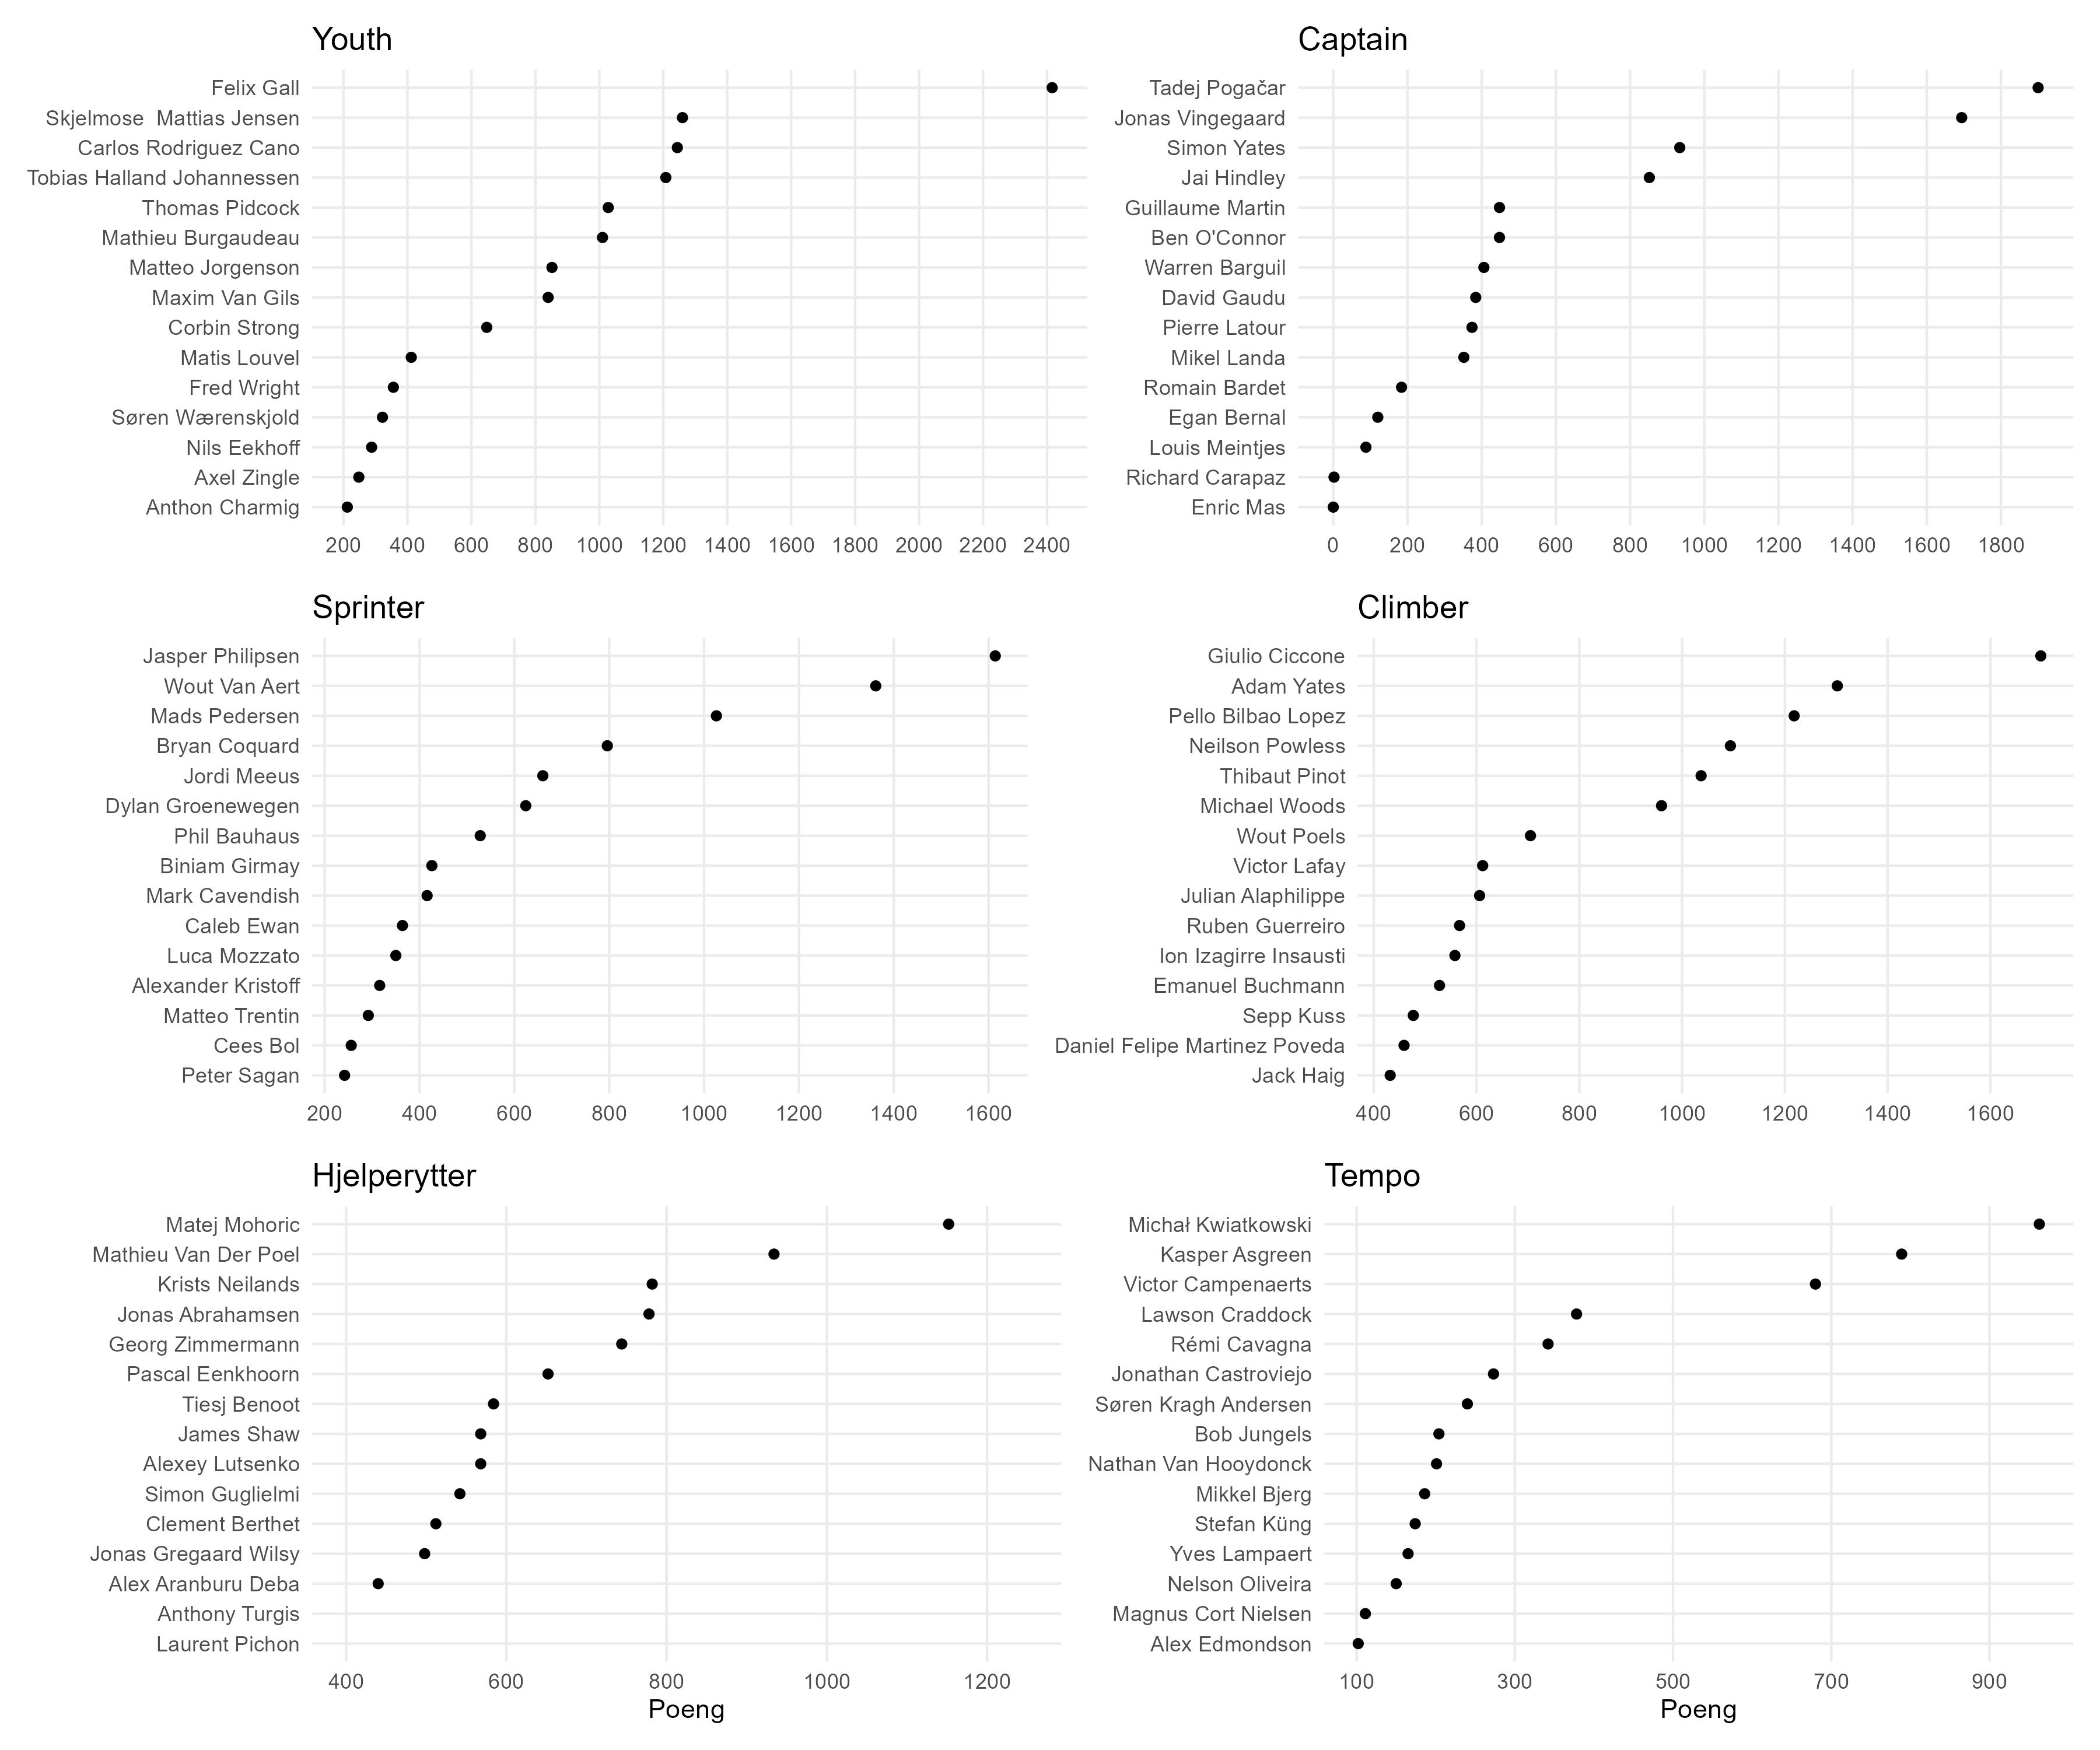 Youth
Felix Gall
Skjelmose  Mattias Jensen
Carlos Rodriguez Cano
Tobias Halland Johannessen
Thomas Pidcock
Mathieu Burgaudeau
Matteo Jorgenson
Maxim Van Gils
Corbin Strong
Matis Louvel
Fred Wright
Søren Wærenskjold
Nils Eekhoff
Axel Zingle
Anthon Charmig
200 400 600 800 1000 1200 1400 1600 1800 2000 2200 2400
Captain
Tadej Pogačar
Jonas Vingegaard
Simon Yates
Jai Hindley
Guillaume Martin
Ben O'Connor
Warren Barguil
David Gaudu
Pierre Latour
Mikel Landa
Romain Bardet
Egan Bernal
Louis Meintjes
Richard Carapaz
Enric Mas
0 200 400 600 800 1000 1200 1400 1600 1800
Sprinter
Jasper Philipsen
Wout Van Aert
Mads Pedersen
Bryan Coquard
Jordi Meeus
Dylan Groenewegen
Phil Bauhaus
Biniam Girmay
Mark Cavendish
Caleb Ewan
Luca Mozzato
Alexander Kristoff
Matteo Trentin
Cees Bol
Peter Sagan
200 400 600 800 1000 1200 1400 1600
Climber
Giulio Ciccone
Adam Yates
Pello Bilbao Lopez
Neilson Powless
Thibaut Pinot
Michael Woods
Wout Poels
Victor Lafay
Julian Alaphilippe
Ruben Guerreiro
Ion Izagirre Insausti
Emanuel Buchmann
Sepp Kuss
Daniel Felipe Martinez Poveda
Jack Haig
400 600 800 1000 1200 1400 1600
Hjelperytter
Matej Mohoric
Mathieu Van Der Poel
Krists Neilands
Jonas Abrahamsen
Georg Zimmermann
Pascal Eenkhoorn
Tiesj Benoot
James Shaw
Alexey Lutsenko
Simon Guglielmi
Clement Berthet
Jonas Gregaard Wilsy
Alex Aranburu Deba
Anthony Turgis
Laurent Pichon
400 600 800 1000 1200
Poeng
Tempo
Michał Kwiatkowski
Kasper Asgreen
Victor Campenaerts
Lawson Craddock
Rémi Cavagna
Jonathan Castroviejo
Søren Kragh Andersen
Bob Jungels
Nathan Van Hooydonck
Mikkel Bjerg
Stefan Küng
Yves Lampaert
Nelson Oliveira
Magnus Cort Nielsen
Alex Edmondson
100 300 500 700 900
Poeng